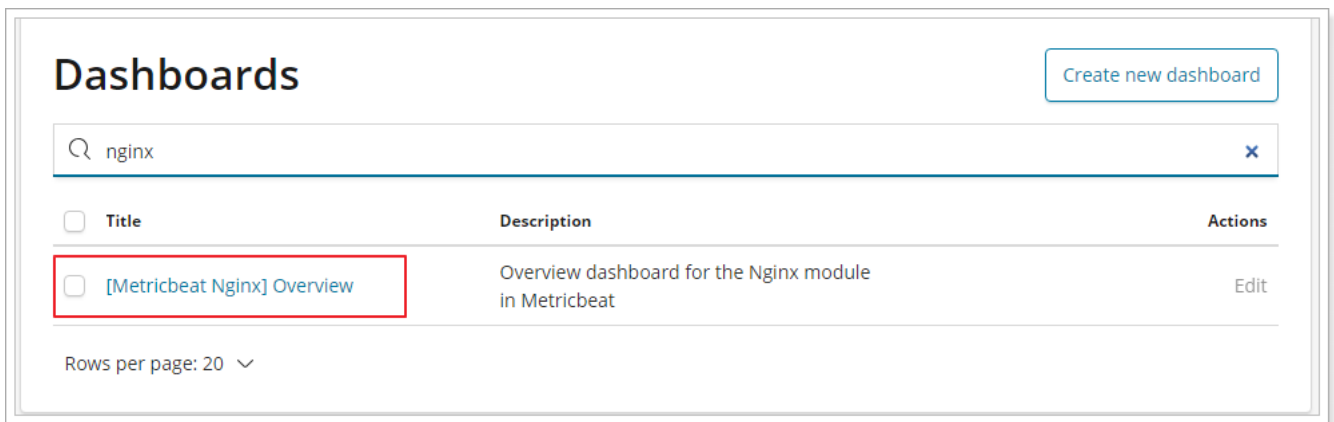 Dashboards
Create new dashboard
nginx
Title Description Actions
[Metricbeat Nginx] Overview
Overview dashboard for the Nginx module
in Metricbeat
Edit
Rows per page: 20